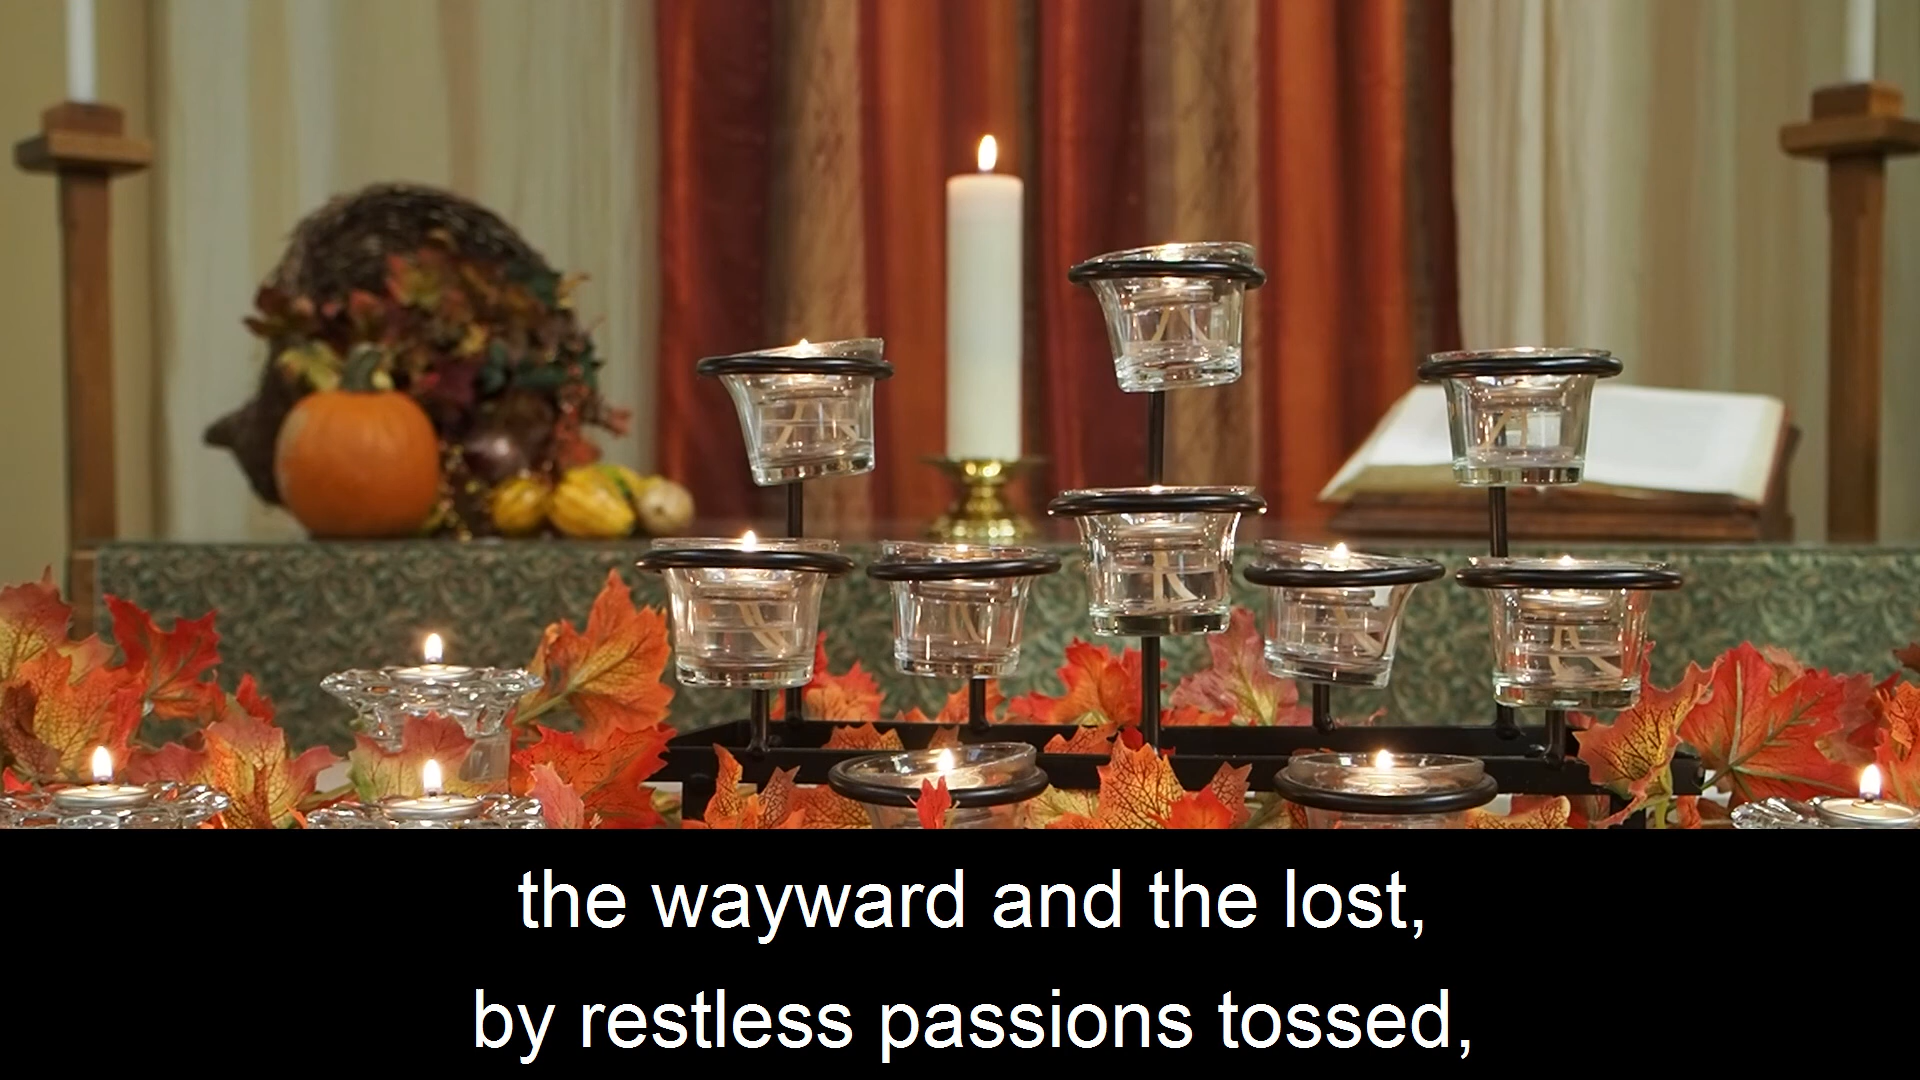 the wayward and the lost,
by restless passions tossed,